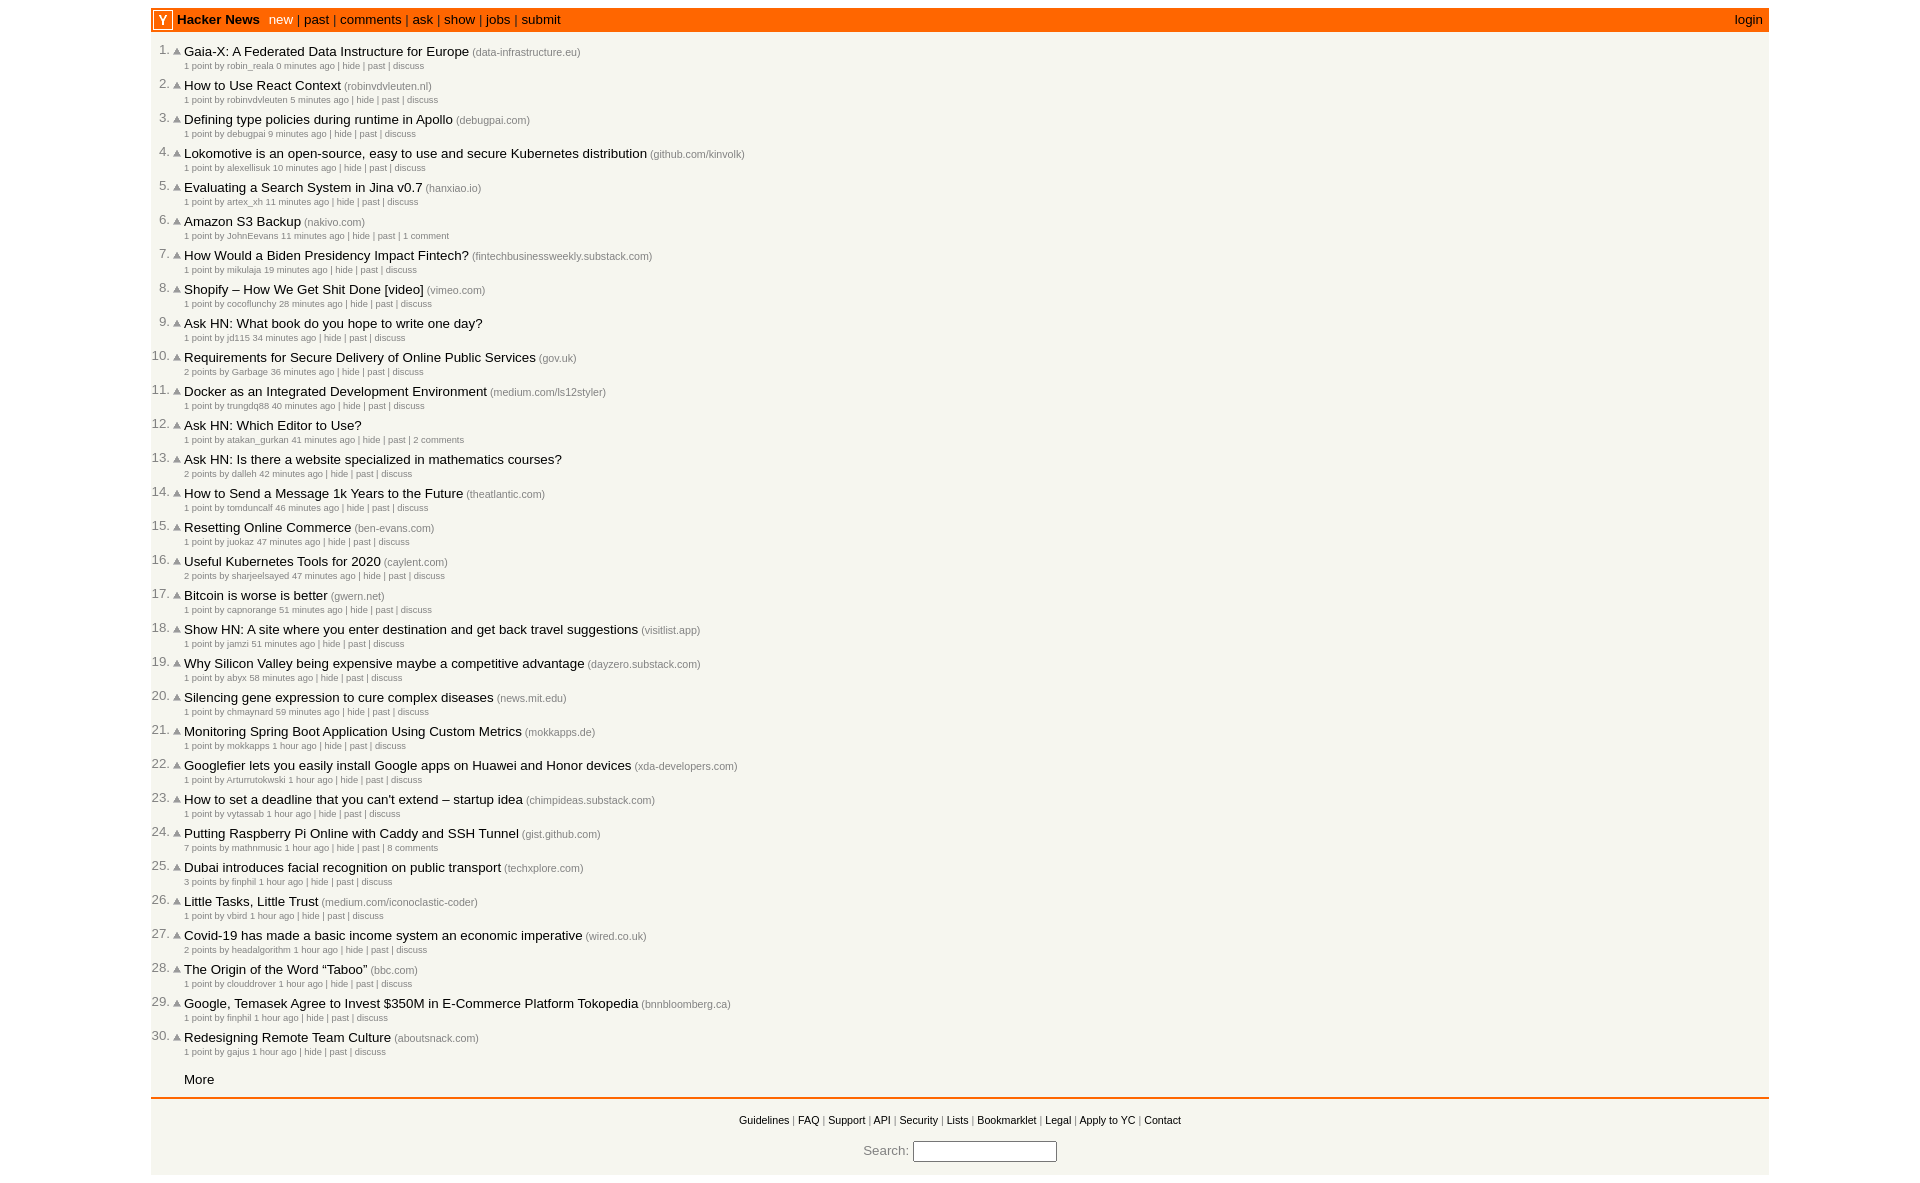 Y Hacker News new | past | comments | ask | show | jobs | submit login
1. Gaia-X: A Federated Data Instructure for Europe (data-infrastructure.eu)
1 point by robin_reala 0 minutes ago | hide | past | discuss
2. How to Use React Context (robinvdvleuten.nl)
1 point by robinvdvleuten 5 minutes ago | hide | past | discuss
3. Defining type policies during runtime in Apollo (debugpai.com)
1 point by debugpai 9 minutes ago | hide | past | discuss
4. Lokomotive is an open-source, easy to use and secure Kubernetes distribution (github.com/kinvolk)
1 point by alexellisuk 10 minutes ago | hide | past | discuss
5. Evaluating a Search System in Jina v0.7 (hanxiao.io)
1 point by artex_xh 11 minutes ago | hide | past | discuss
6. Amazon S3 Backup (nakivo.com)
1 point by JohnEevans 11 minutes ago | hide | past | 1 comment
7. How Would a Biden Presidency Impact Fintech? (fintechbusinessweekly.substack.com)
1 point by mikulaja 19 minutes ago | hide | past | discuss
8. Shopify – How We Get Shit Done [video] (vimeo.com)
1 point by cocoflunchy 28 minutes ago | hide | past | discuss
9. Ask HN: What book do you hope to write one day?
1 point by jd115 34 minutes ago | hide | past | discuss
10. Requirements for Secure Delivery of Online Public Services (gov.uk)
2 points by Garbage 36 minutes ago | hide | past | discuss
11. Docker as an Integrated Development Environment (medium.com/ls12styler)
1 point by trungdq88 40 minutes ago | hide | past | discuss
12. Ask HN: Which Editor to Use?
1 point by atakan_gurkan 41 minutes ago | hide | past | 2 comments
13. Ask HN: Is there a website specialized in mathematics courses?
2 points by dalleh 42 minutes ago | hide | past | discuss
14. How to Send a Message 1k Years to the Future (theatlantic.com)
1 point by tomduncalf 46 minutes ago | hide | past | discuss
15. Resetting Online Commerce (ben-evans.com)
1 point by juokaz 47 minutes ago | hide | past | discuss
16. Useful Kubernetes Tools for 2020 (caylent.com)
2 points by sharjeelsayed 47 minutes ago | hide | past | discuss
17. Bitcoin is worse is better (gwern.net)
1 point by capnorange 51 minutes ago | hide | past | discuss
18. Show HN: A site where you enter destination and get back travel suggestions (visitlist.app)
1 point by jamzi 51 minutes ago | hide | past | discuss
19. Why Silicon Valley being expensive maybe a competitive advantage (dayzero.substack.com)
1 point by abyx 58 minutes ago | hide | past | discuss
20. Silencing gene expression to cure complex diseases (news.mit.edu)
1 point by chmaynard 59 minutes ago | hide | past | discuss
21. Monitoring Spring Boot Application Using Custom Metrics (mokkapps.de)
1 point by mokkapps 1 hour ago | hide | past | discuss
22. Googlefier lets you easily install Google apps on Huawei and Honor devices (xda-developers.com)
1 point by Arturrutokwski 1 hour ago | hide | past | discuss
23. How to set a deadline that you can't extend – startup idea (chimpideas.substack.com)
1 point by vytassab 1 hour ago | hide | past | discuss
24. Putting Raspberry Pi Online with Caddy and SSH Tunnel (gist.github.com)
7 points by mathnmusic 1 hour ago | hide | past | 8 comments
25. Dubai introduces facial recognition on public transport (techxplore.com)
3 points by finphil 1 hour ago | hide | past | discuss
26. Little Tasks, Little Trust (medium.com/iconoclastic-coder)
1 point by vbird 1 hour ago | hide | past | discuss
27. Covid-19 has made a basic income system an economic imperative (wired.co.uk)
2 points by headalgorithm 1 hour ago | hide | past | discuss
28. The Origin of the Word “Taboo” (bbc.com)
1 point by clouddrover 1 hour ago | hide | past | discuss
29. Google, Temasek Agree to Invest $350M in E-Commerce Platform Tokopedia (bnnbloomberg.ca)
1 point by finphil 1 hour ago | hide | past | discuss
30. Redesigning Remote Team Culture (aboutsnack.com)
1 point by gajus 1 hour ago | hide | past | discuss
More
Guidelines | FAQ | Support | API | Security | Lists | Bookmarklet | Legal | Apply to YC | Contact
Search: